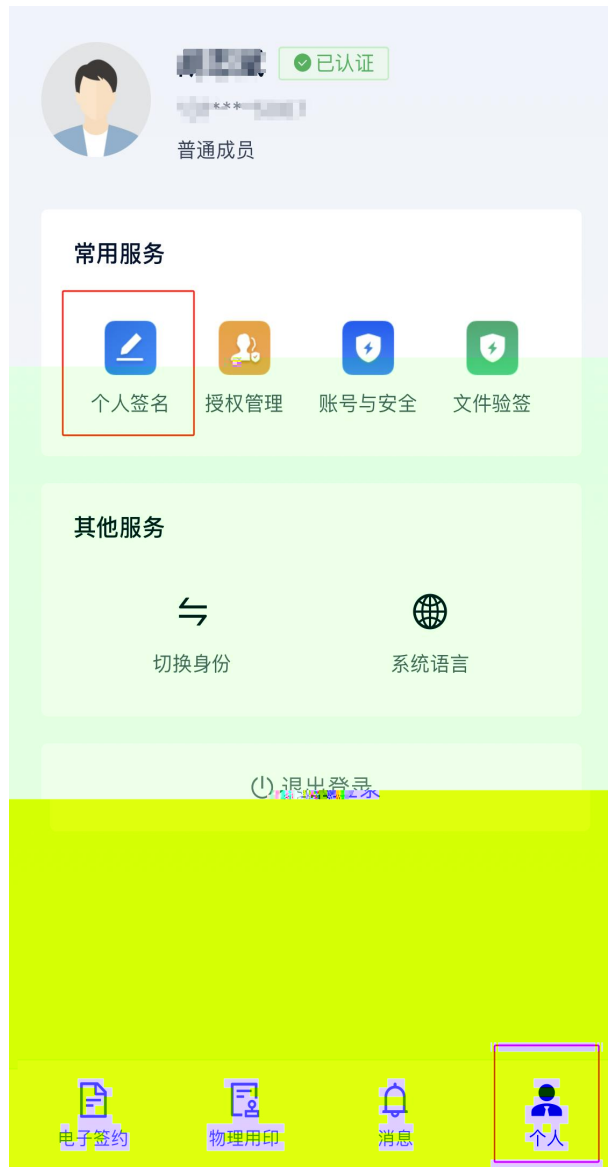 已认证
***
普通成员
常用服务
个人签名 授权管理 账号与安全 文件验签
其他服务
切换身份 系统语言
退出登录
电子签约 物理用印 消息 个人